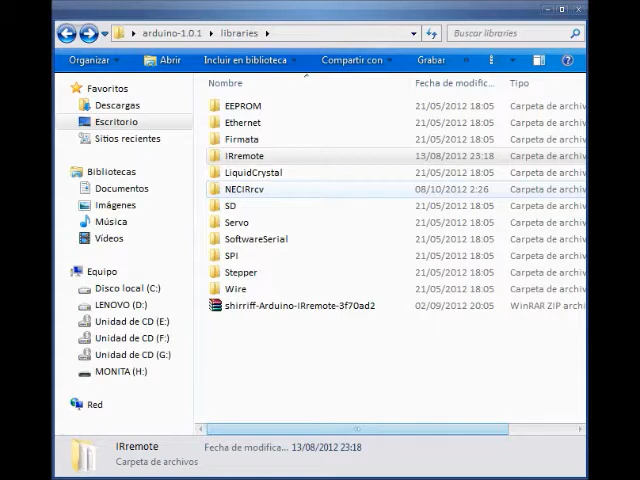 arduino-1.0.1 libraries Buscar libraries
Organizar Abrir Incluir en biblioteca Compartir con Grabar »
Favoritos
Descargas
Escritorio
Sitios recientes
Bibliotecas
Documentos
Imágenes
Música
Vídeos
Equipo
Disco local (C:)
LENOVO (D:)
Unidad de CD (E:)
Unidad de CD (F:)
Unidad de CD (G:)
MONITA (H:)
Red
Nombre Fecha de modific... Tipo
EEPROM 21/05/2012 18:05 Carpeta de archiv
Ethernet 21/05/2012 18:05 Carpeta de archiv
Firmata 21/05/2012 18:05 Carpeta de archiv
IRremote 13/08/2012 23:18 Carpeta de archiv
LiquidCrystal 21/05/2012 18:05 Carpeta de archiv
NECIRrcv 08/10/2012 2:26 Carpeta de archiv
SD 21/05/2012 18:05 Carpeta de archiv
Servo 21/05/2012 18:05 Carpeta de archiv
SoftwareSerial 21/05/2012 18:05 Carpeta de archiv
SPI 21/05/2012 18:05 Carpeta de archiv
Stepper 21/05/2012 18:05 Carpeta de archiv
Wire 21/05/2012 18:05 Carpeta de archiv
shirriff-Arduino-IRremote-3f70ad2 02/09/2012 20:05 WinRAR ZIP archi
IRremote Fecha de modifica... 13/08/2012 23:18
Carpeta de archivos